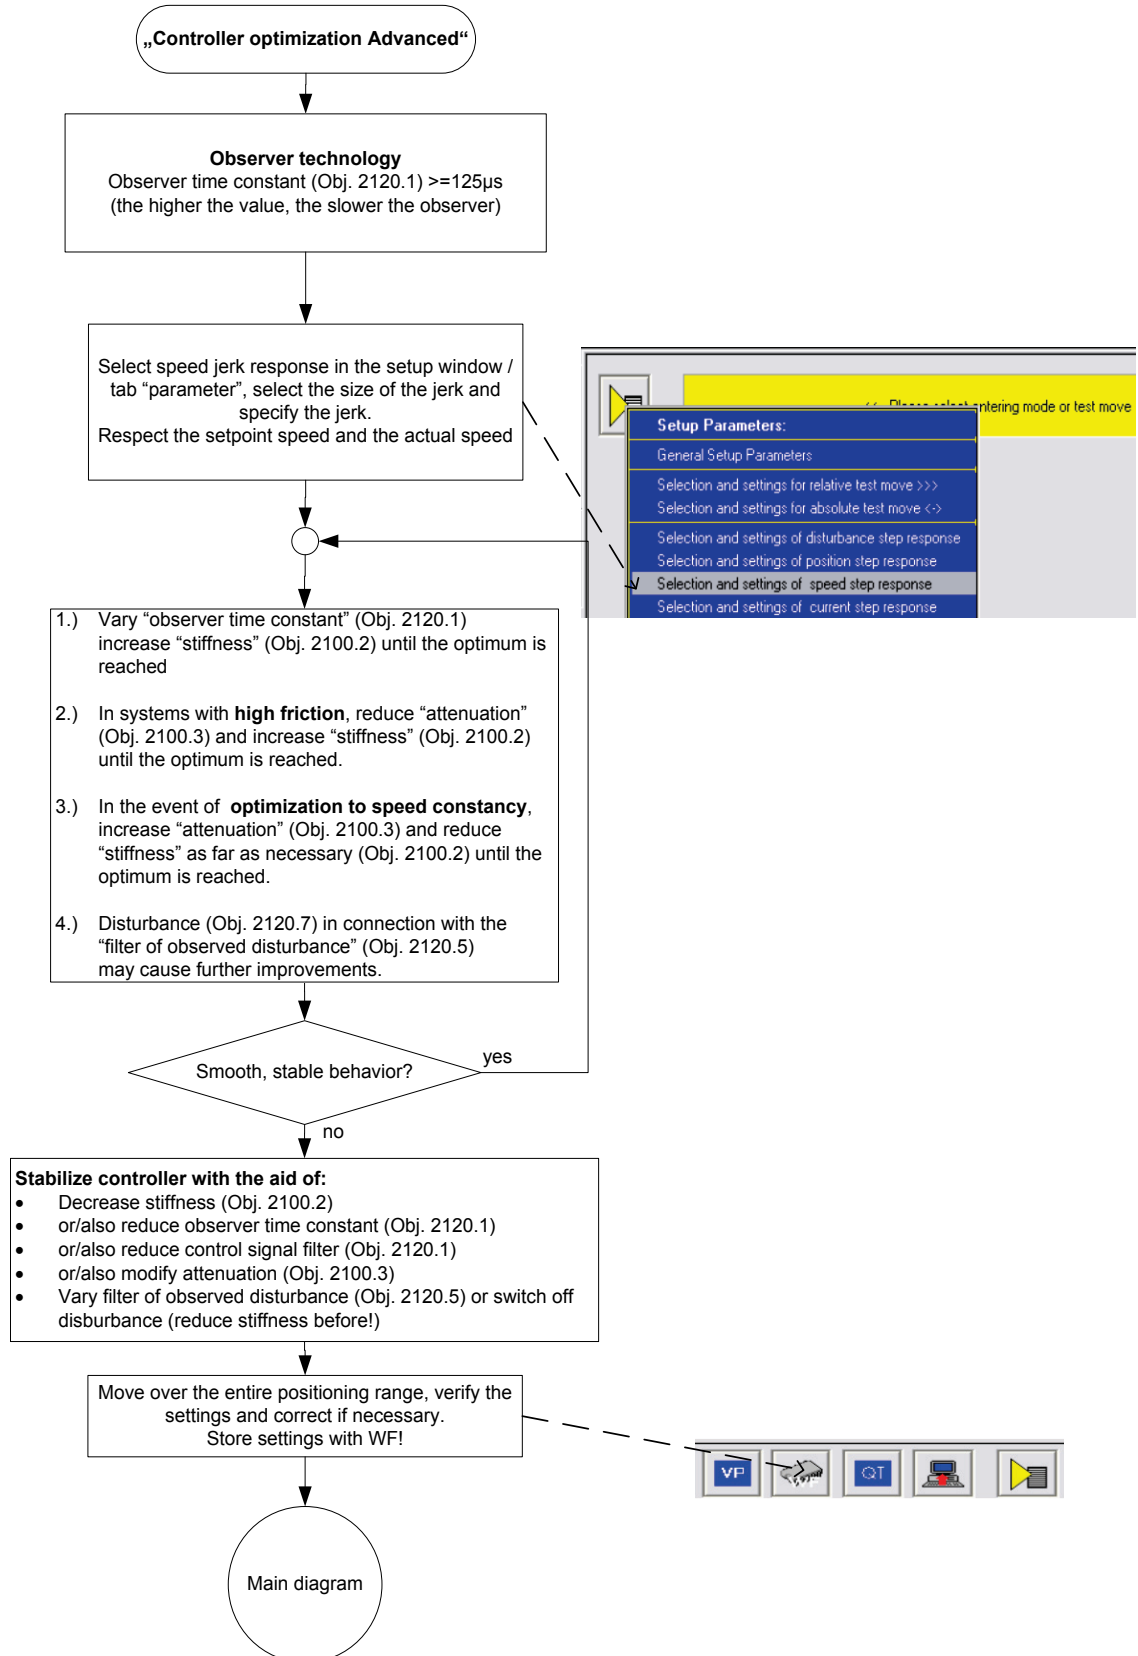 „Controller optimization Advanced“
Observer technology
Observer time constant (Obj. 2120.1) >=125µs
(the higher the value, the slower the observer)
Select speed jerk response in the setup window /
tab “parameter”, select the size of the jerk and
specify the jerk.
Respect the setpoint speed and the actual speed
<< Please select entering mode or test move
Setup Parameters:
General Setup Parameters
Selection and settings for relative test move >>>
Selection and settings for absolute test move <->
Selection and settings of disturbance step response
Selection and settings of position step response
Selection and settings of speed step response
Selection and settings of current step response
1.) Vary “observer time constant” (Obj. 2120.1)
increase “stiffness” (Obj. 2100.2) until the optimum is
reached
2.) In systems with high friction, reduce “attenuation”
(Obj. 2100.3) and increase “stiffness” (Obj. 2100.2)
until the optimum is reached.
3.) In the event of optimization to speed constancy,
increase “attenuation” (Obj. 2100.3) and reduce
“stiffness” as far as necessary (Obj. 2100.2) until the
optimum is reached.
4.) Disturbance (Obj. 2120.7) in connection with the
“filter of observed disturbance” (Obj. 2120.5)
may cause further improvements.
Smooth, stable behavior?
yes
no
Stabilize controller with the aid of:
• Decrease stiffness (Obj. 2100.2)
• or/also reduce observer time constant (Obj. 2120.1)
• or/also reduce control signal filter (Obj. 2120.1)
• or/also modify attenuation (Obj. 2100.3)
• Vary filter of observed disturbance (Obj. 2120.5) or switch off
disburbance (reduce stiffness before!)
Move over the entire positioning range, verify the
settings and correct if necessary.
Store settings with WF!
VP
QT
Main diagram